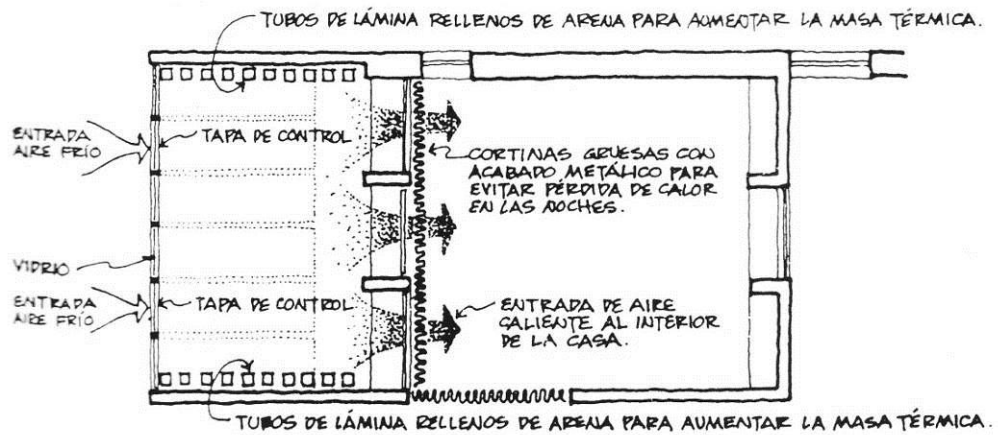 TUBOS DE LÁMINA RELLENOS DE ARENA PARA AUMENTAR LA MASA TÉRMICA.
ENTRADA
AIRE FRÍO
TAPA DE CONTROL
CORTINAS GRUESAS CON
ACABADO METÁLICO PARA
EVITAR PÉRDIDA DE CALOR
EN LAS NOCHES.
VIDRIO
ENTRADA
AIRE FRÍO
TAPA DE CONTROL
ENTRADA DE AIRE
CALIENTE AL INTERIOR
DE LA CASA.
TUBOS DE LÁMINA RELLENOS DE ARENA PARA AUMENTAR LA MASA TÉRMICA.